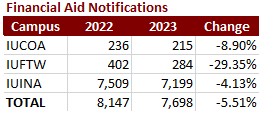 Financial Aid Notifications
Campus 2022 2023 Change
IUCOA 236 215 -8.90%
IUFTW 402 284 -29.35%
IUINA 7,509 7,199 -4.13%
TOTAL 8,147 7,698 -5.51%